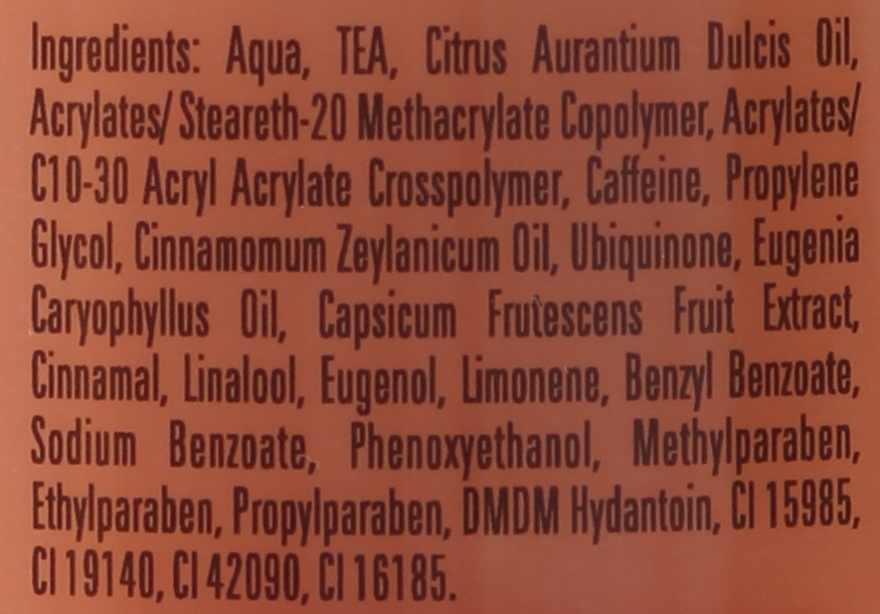 Ingredients: Aqua, TEA, Citrus Aurantium Dulcis Oil,
Acrylates/ Steareth-20 Methacrylate Copolymer, Acrylates/
C10-30 Acryl Acrylate Crosspolymer, Caffeine, Propylene
Glycol, Cinnamomum Zeylanicum Oil, Ubiquinone, Eugenia
Caryophyllus Oil, Capsicum Frutescens Fruit Extract,
Cinnamal, Linalool, Eugenol, Limonene, Benzyl Benzoate,
Sodium Benzoate, Phenoxyethanol, Methylparaben,
Ethylparaben, Propylparaben, DMDM Hydantoin, CI 15985,
CI 19140, CI 42090, CI 16185.